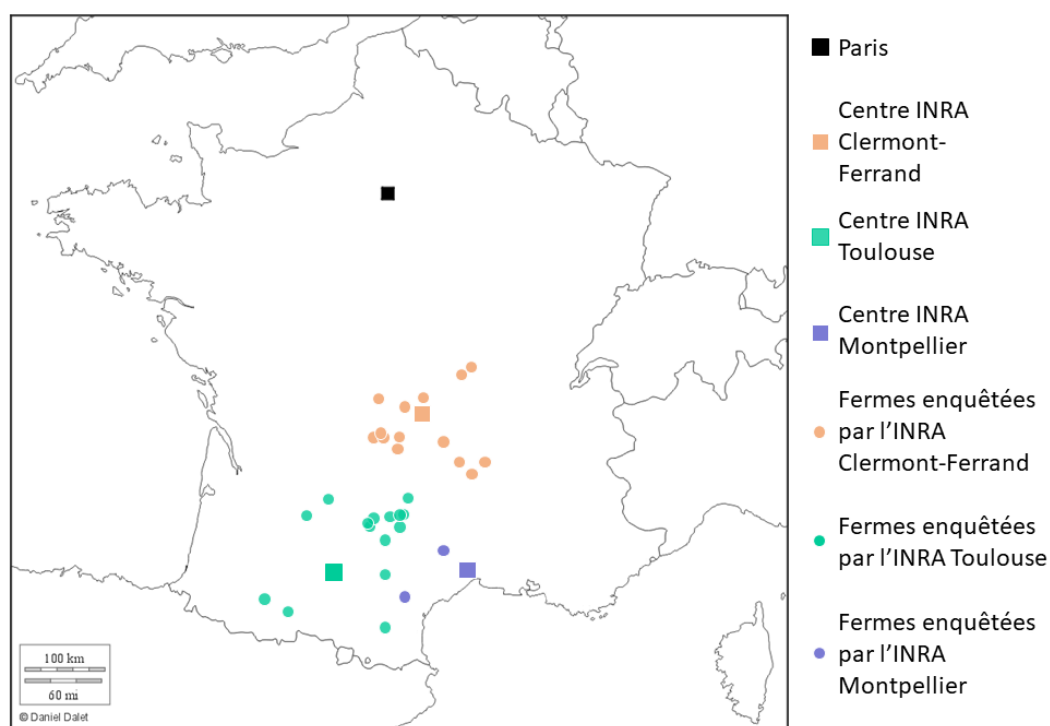 Paris
Centre INRA
Clermont-
Ferrand
Centre INRA
Toulouse
Centre INRA
Montpellier
Fermes enquêtées
par l’INRA
Clermont-Ferrand
Fermes enquêtées
par l’INRA Toulouse
Fermes enquêtées
par l’INRA
Montpellier
100 km
60 mi
© Daniel Dalet